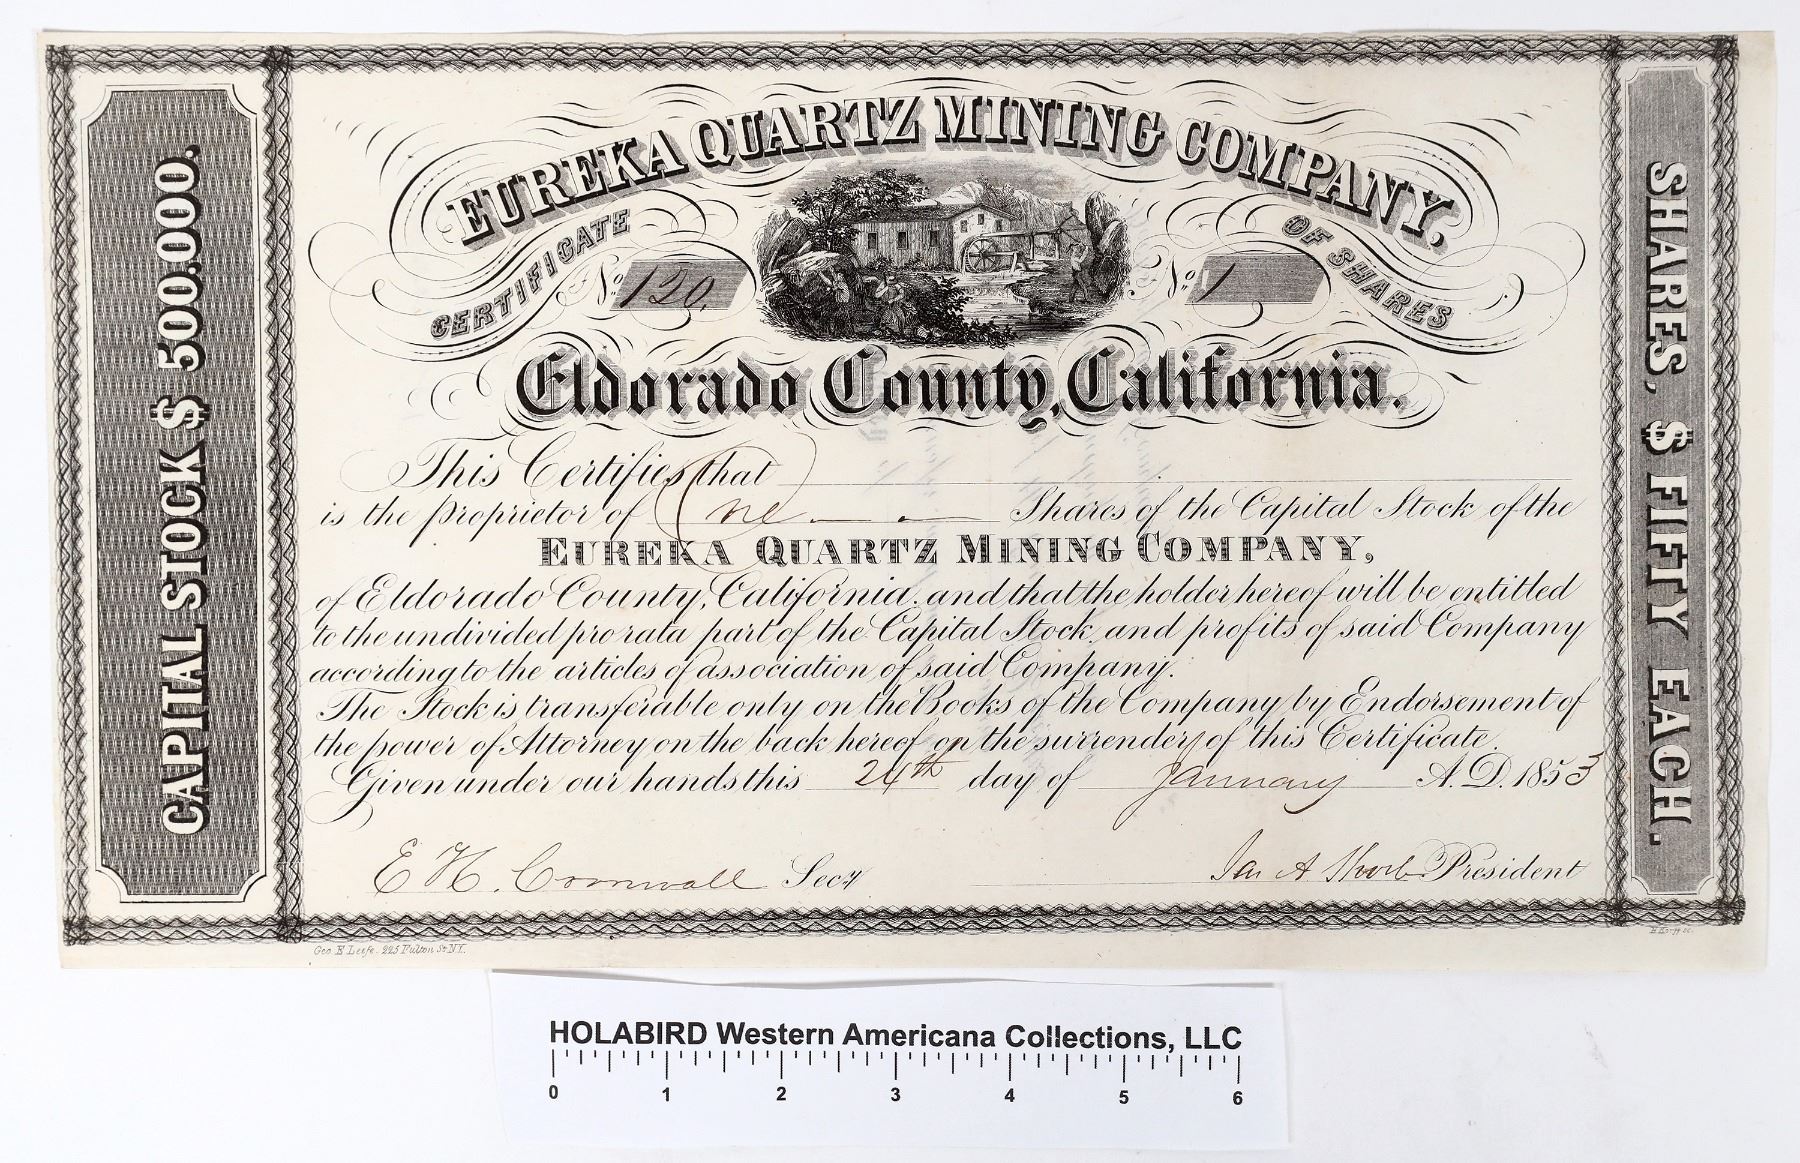 EUREKA QUARTZ MINING COMPANY,
CERTIFICATE OF SHARES
No. 120. No. 1
Eldorado County, California.
This Certifies that
is the proprietor of One Shares of the Capital Stock of the
EUREKA QUARTZ MINING COMPANY,
of Eldorado County, California, and that the holder hereof will be entitled
to the undivided pro rata part of the Capital Stock, and profits of said Company
according to the articles of association of said Company.
The Stock is transferable only on the Books of the Company by Endorsement of
the power of Attorney on the back hereof on the surrender of this Certificate.
Given under our hands this 24th day of January A.D. 1853
E H. Cornwall Secy
Jas A President
CAPITAL STOCK $ 500.000.
SHARES, $ FIFTY EACH.
Geo. E Leefe. 225 Fulton St. N.Y.
HOLABIRD Western Americana Collections, LLC
0 1 2 3 4 5 6